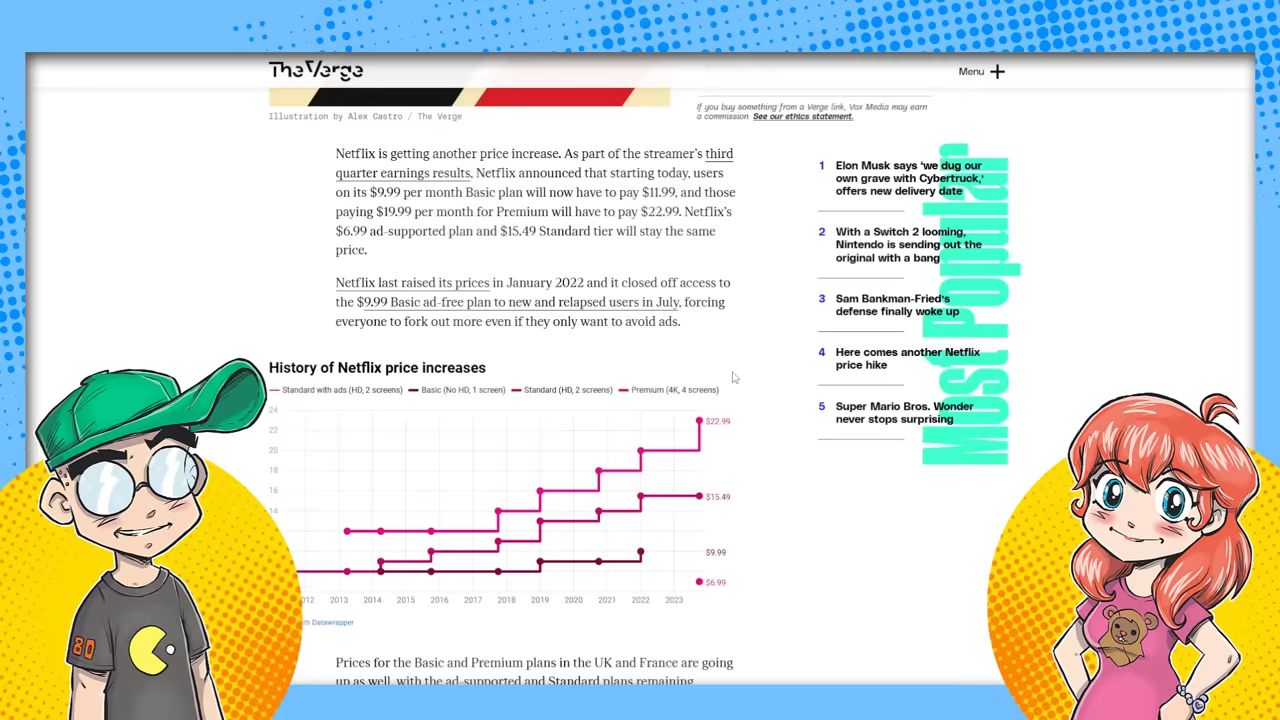 The Verge
Menu
Illustration by Alex Castro / The Verge
If you buy something from a Verge link, Vox Media may earn
a commission. See our ethics statement.
Netflix is getting another price increase. As part of the streamer's third
quarter earnings results, Netflix announced that starting today, users
on its $9.99 per month Basic plan will now have to pay $11.99, and those
paying $19.99 per month for Premium will have to pay $22.99. Netflix's
$6.99 ad-supported plan and $15.49 Standard tier will stay the same
price.
Netflix last raised its prices in January 2022 and it closed off access to
the $9.99 Basic ad-free plan to new and relapsed users in July, forcing
everyone to fork out more even if they only want to avoid ads.
Most Popular
1 Elon Musk says 'we dug our
own grave with Cybertruck,'
offers new delivery date
2 With a Switch 2 looming,
Nintendo is sending out the
original with a bang
3 Sam Bankman-Fried's
defense finally woke up
4 Here comes another Netflix
price hike
5 Super Mario Bros. Wonder
never stops surprising
History of Netflix price increases
Standard with ads (HD, 2 screens) Basic (No HD, 1 screen) Standard (HD, 2 screens) Premium (4K, 4 screens)
24
22
20
18
16
14
$22.99
$15.49
$9.99
$6.99
012 2013 2014 2015 2016 2017 2018 2019 2020 2021 2022 2023
Datawrapper
Prices for the Basic and Premium plans in the UK and France are going
up as well, with the ad-supported and Standard plans remaining
80